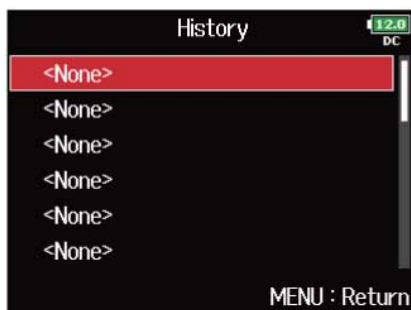 History
12.0
DC
<None>
<None>
<None>
<None>
<None>
<None>
MENU : Return